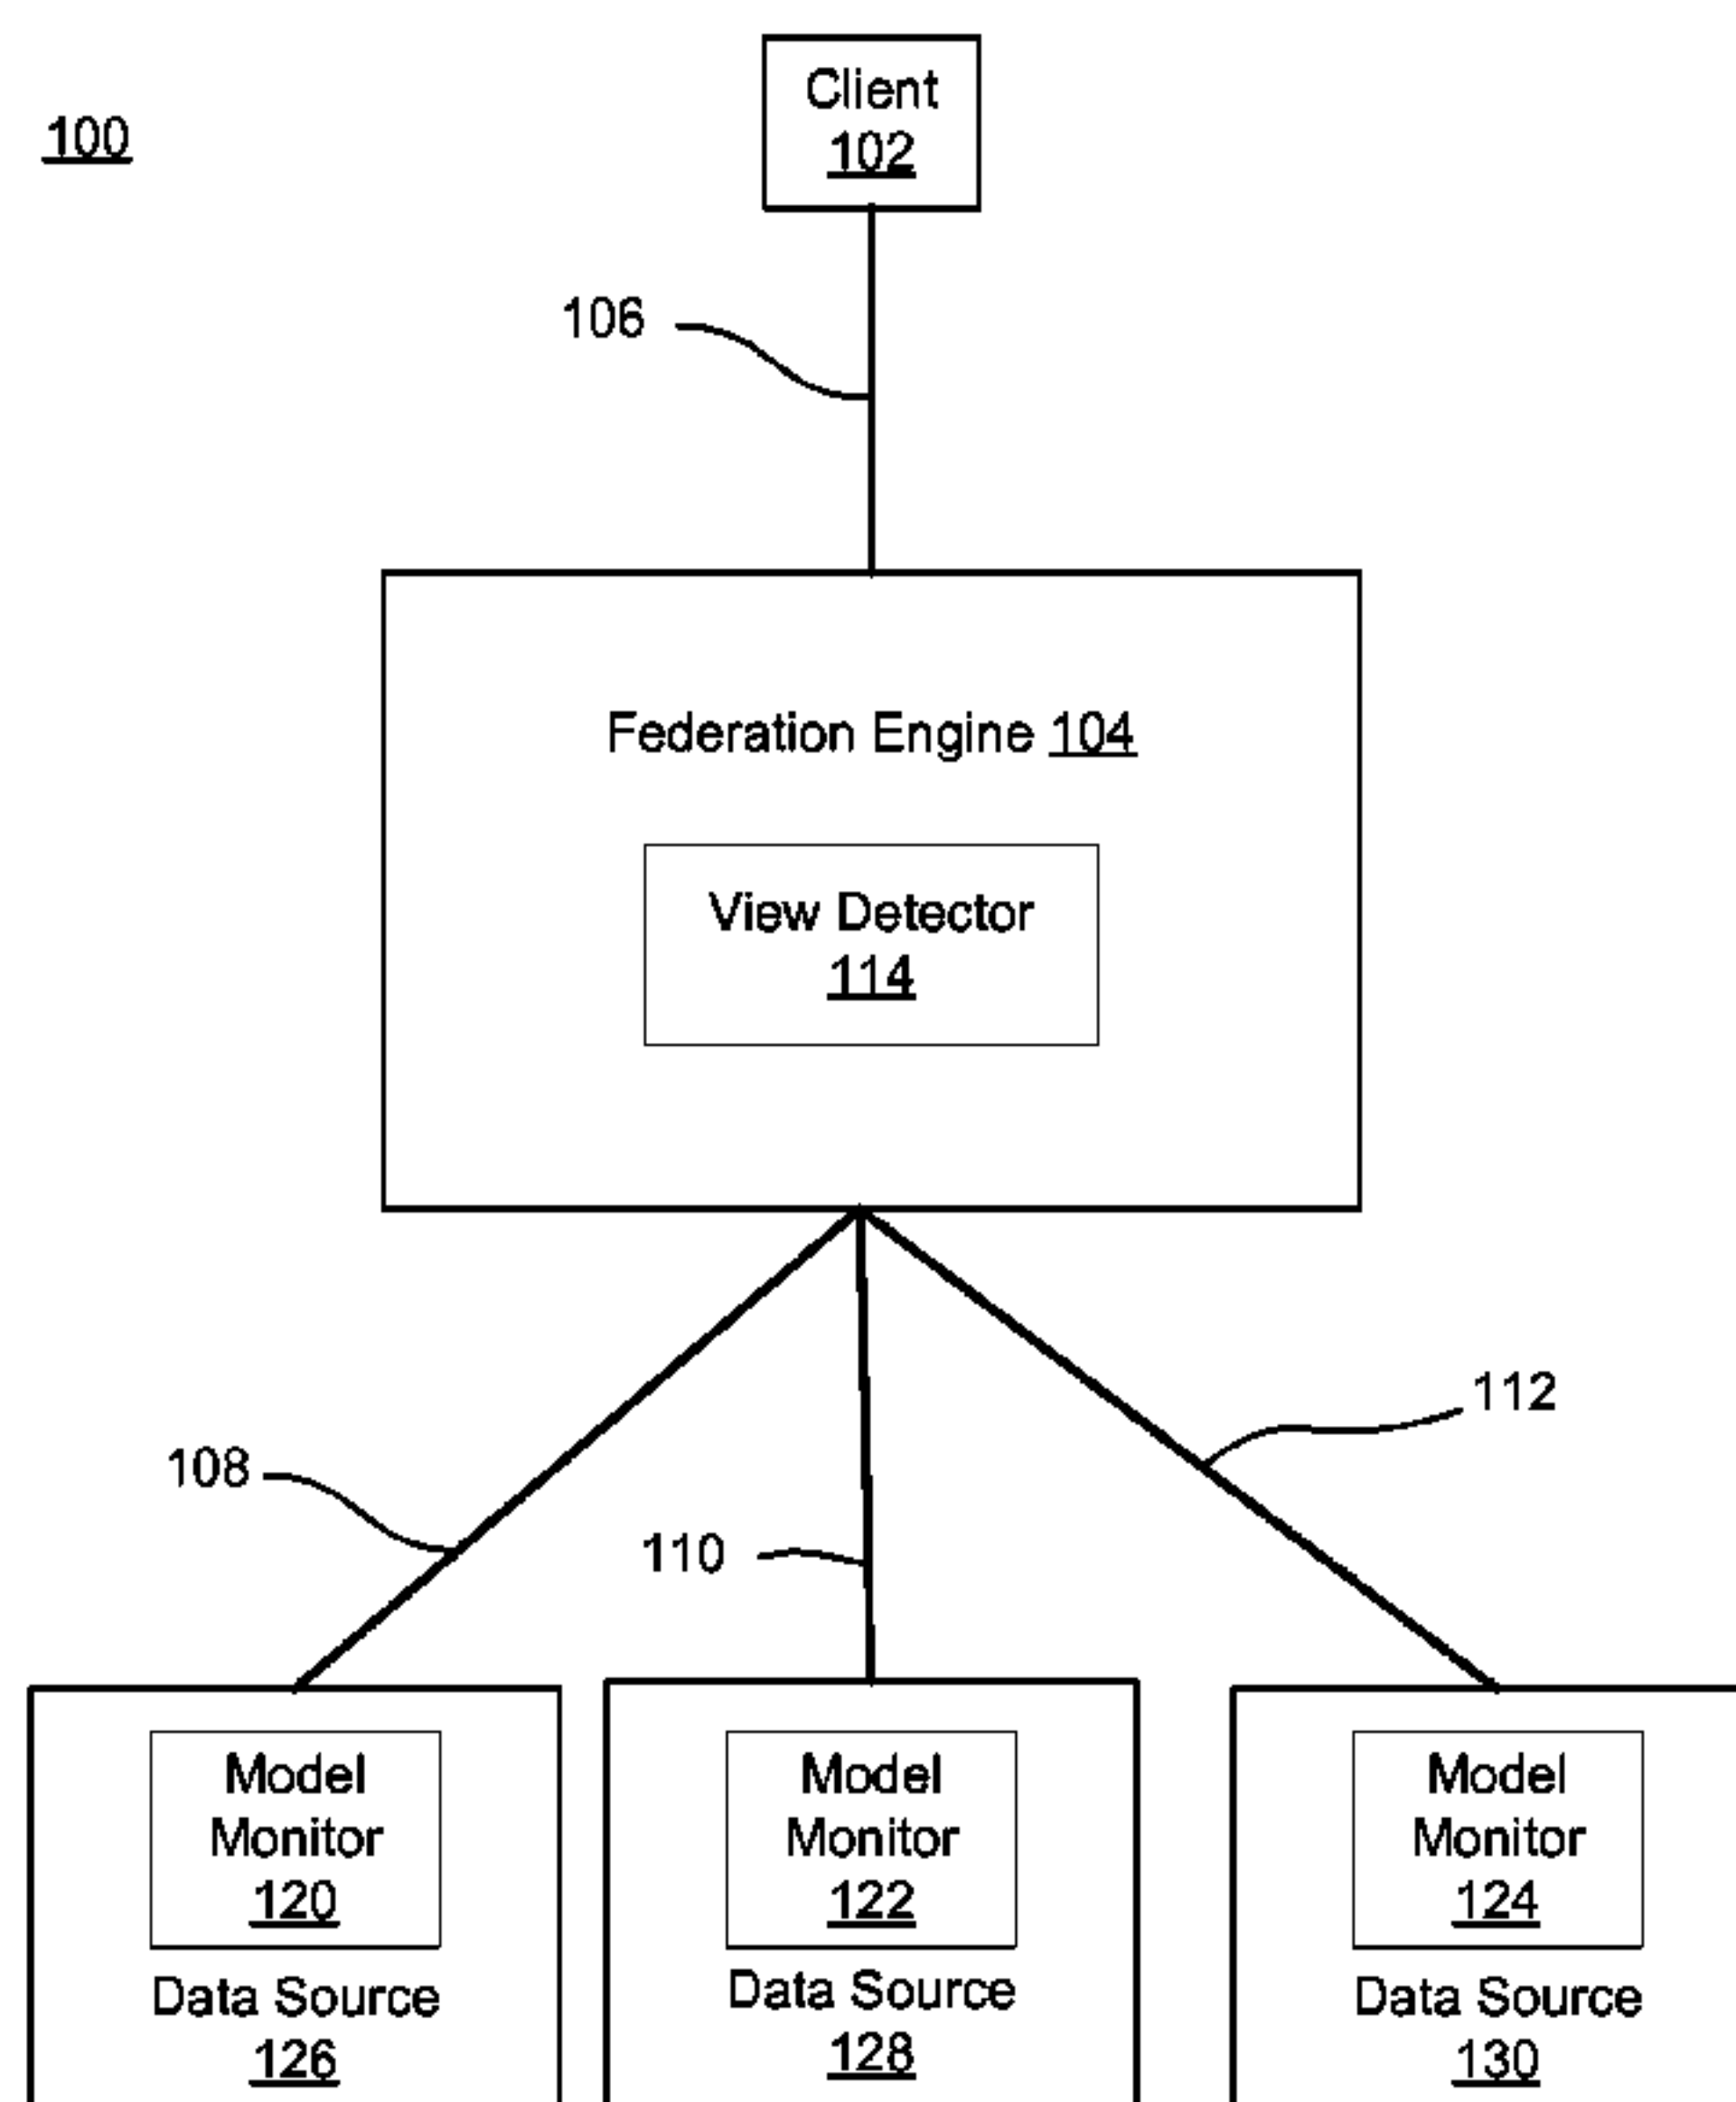 100
Client
102
106
Federation Engine 104
View Detector
114
112
108
110
Model
Monitor
120
Data Source
126
Model
Monitor
122
Data Source
128
Model
Monitor
124
Data Source
130